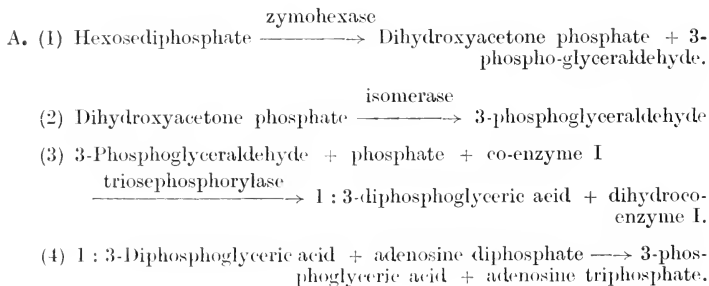 zymohexase
A. (1) Hexosediphosphate ⟶ Dihydroxyacetone phosphate + 3-
phospho-glyceraldehyde.
isomerase
(2) Dihydroxyacetone phosphate ⟶ 3-phosphoglyceraldehyde
(3) 3-Phosphoglyceraldehyde + phosphate + co-enzyme I
triosephosphorylase
⟶ 1 : 3-diphosphoglyceric acid + dihydroco-
enzyme I.
(4) 1 : 3-Diphosphoglyceric acid + adenosine diphosphate ⟶ 3-phos-
phoglyceric acid + adenosine triphosphate.